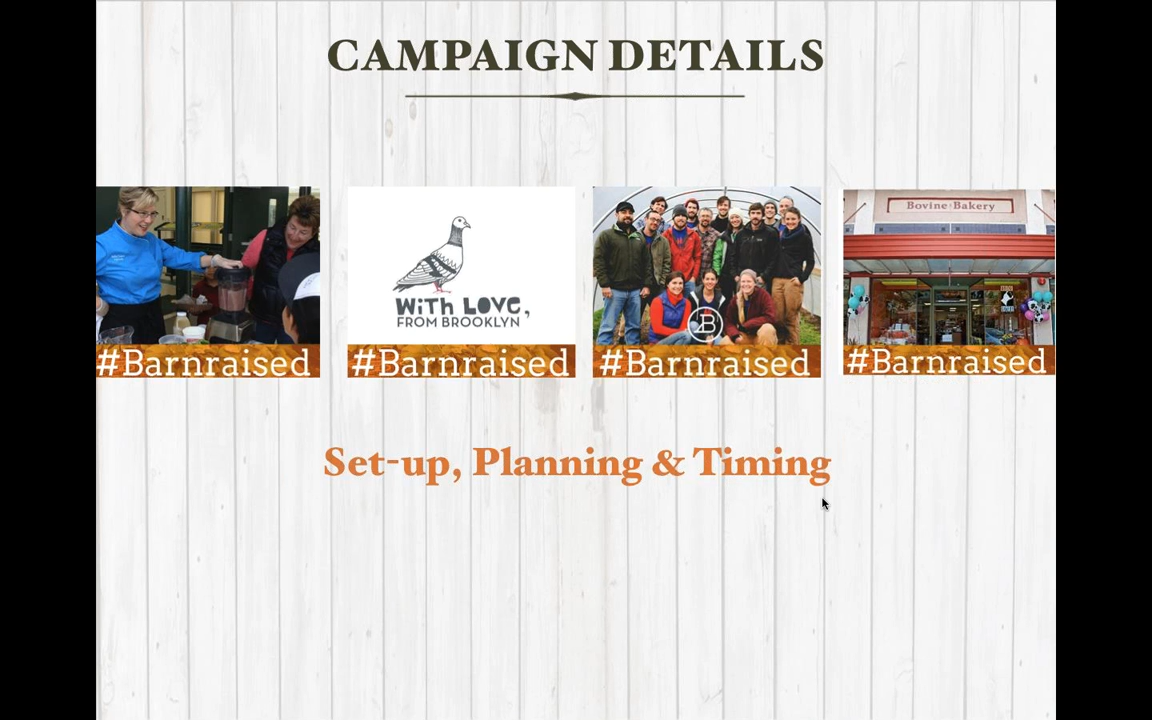 CAMPAIGN DETAILS
Bovine Bakery
B
WiTH LOVE,
FROM BROOKLYN
#Barnraised #Barnraised #Barnraised #Barnraised
Set-up, Planning & Timing